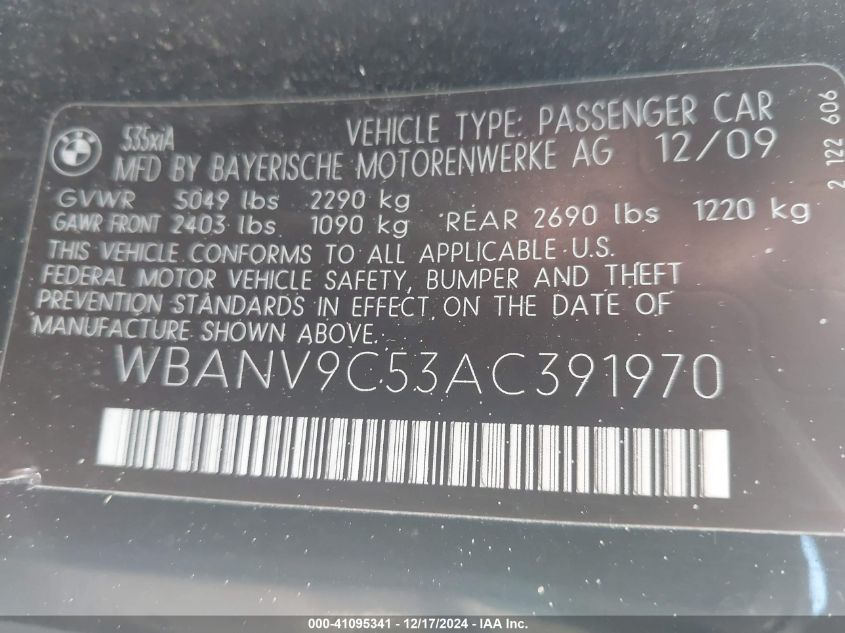 BMW
535xiA
VEHICLE TYPE: PASSENGER CAR
MFD BY BAYERISCHE MOTORENWERKE AG 12/09
GVWR 5049 lbs 2290 kg
GAWR FRONT 2403 lbs 1090 kg REAR 2690 lbs 1220 kg
THIS VEHICLE CONFORMS TO ALL APPLICABLE U.S.
FEDERAL MOTOR VEHICLE SAFETY, BUMPER AND THEFT
PREVENTION STANDARDS IN EFFECT ON THE DATE OF
MANUFACTURE SHOWN ABOVE.
WBANV9C53AC391970
2 122 606
000-41095341 - 12/17/2024 - IAA, Inc.